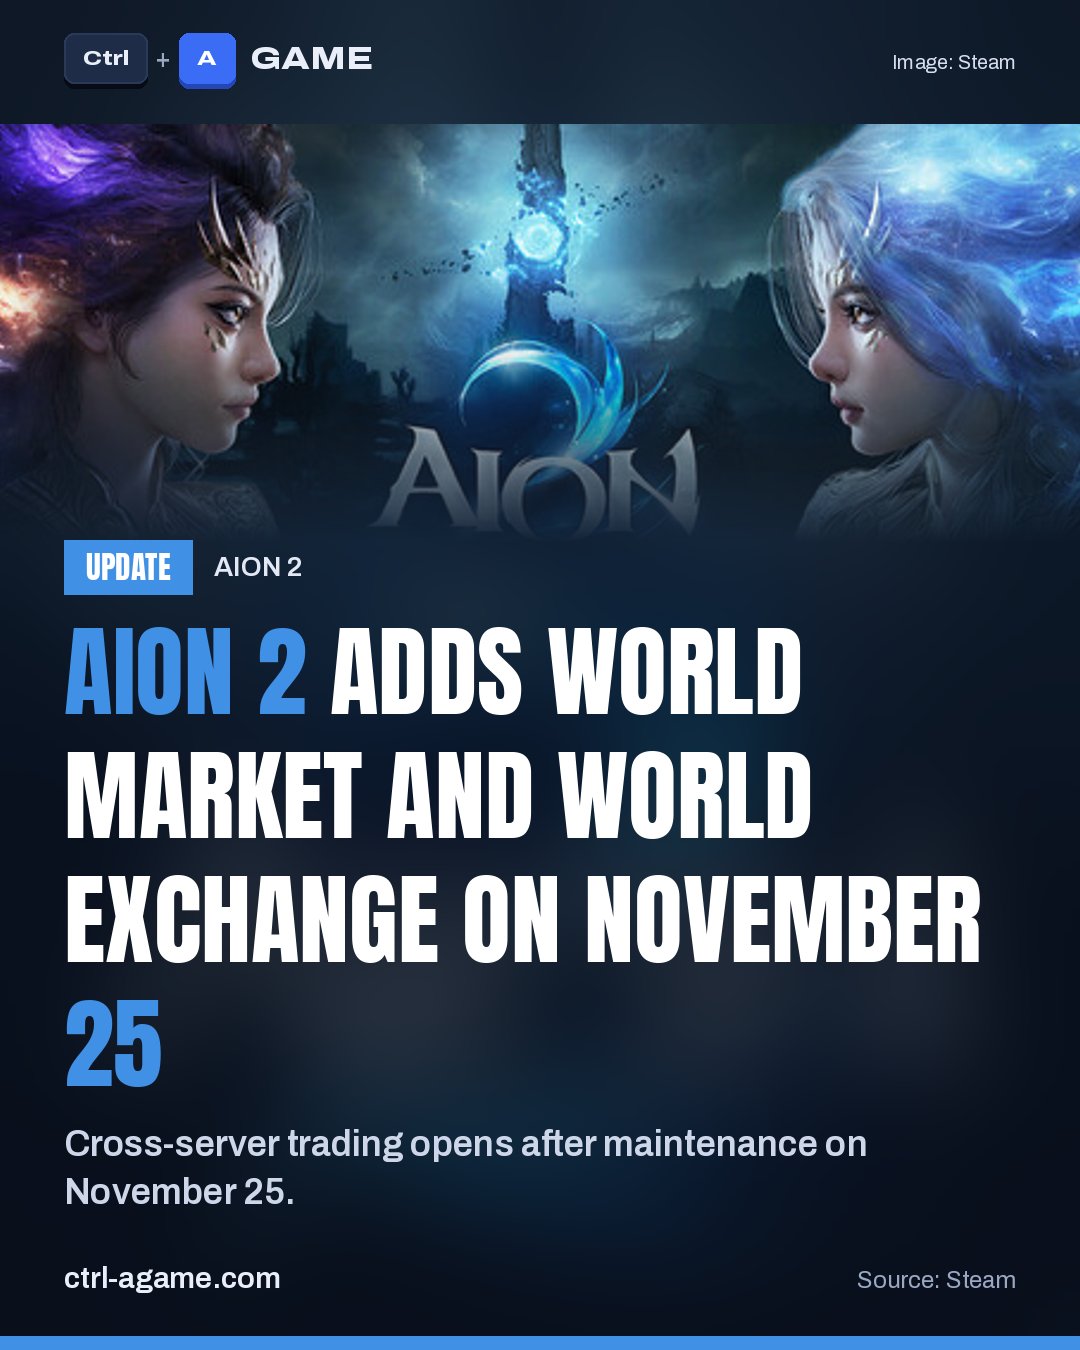 Ctrl + A GAME
Image: Steam
AION
UPDATE
AION 2
AION 2 ADDS WORLD
MARKET AND WORLD
EXCHANGE ON NOVEMBER
25
Cross-server trading opens after maintenance on
November 25.
ctrl-agame.com
Source: Steam